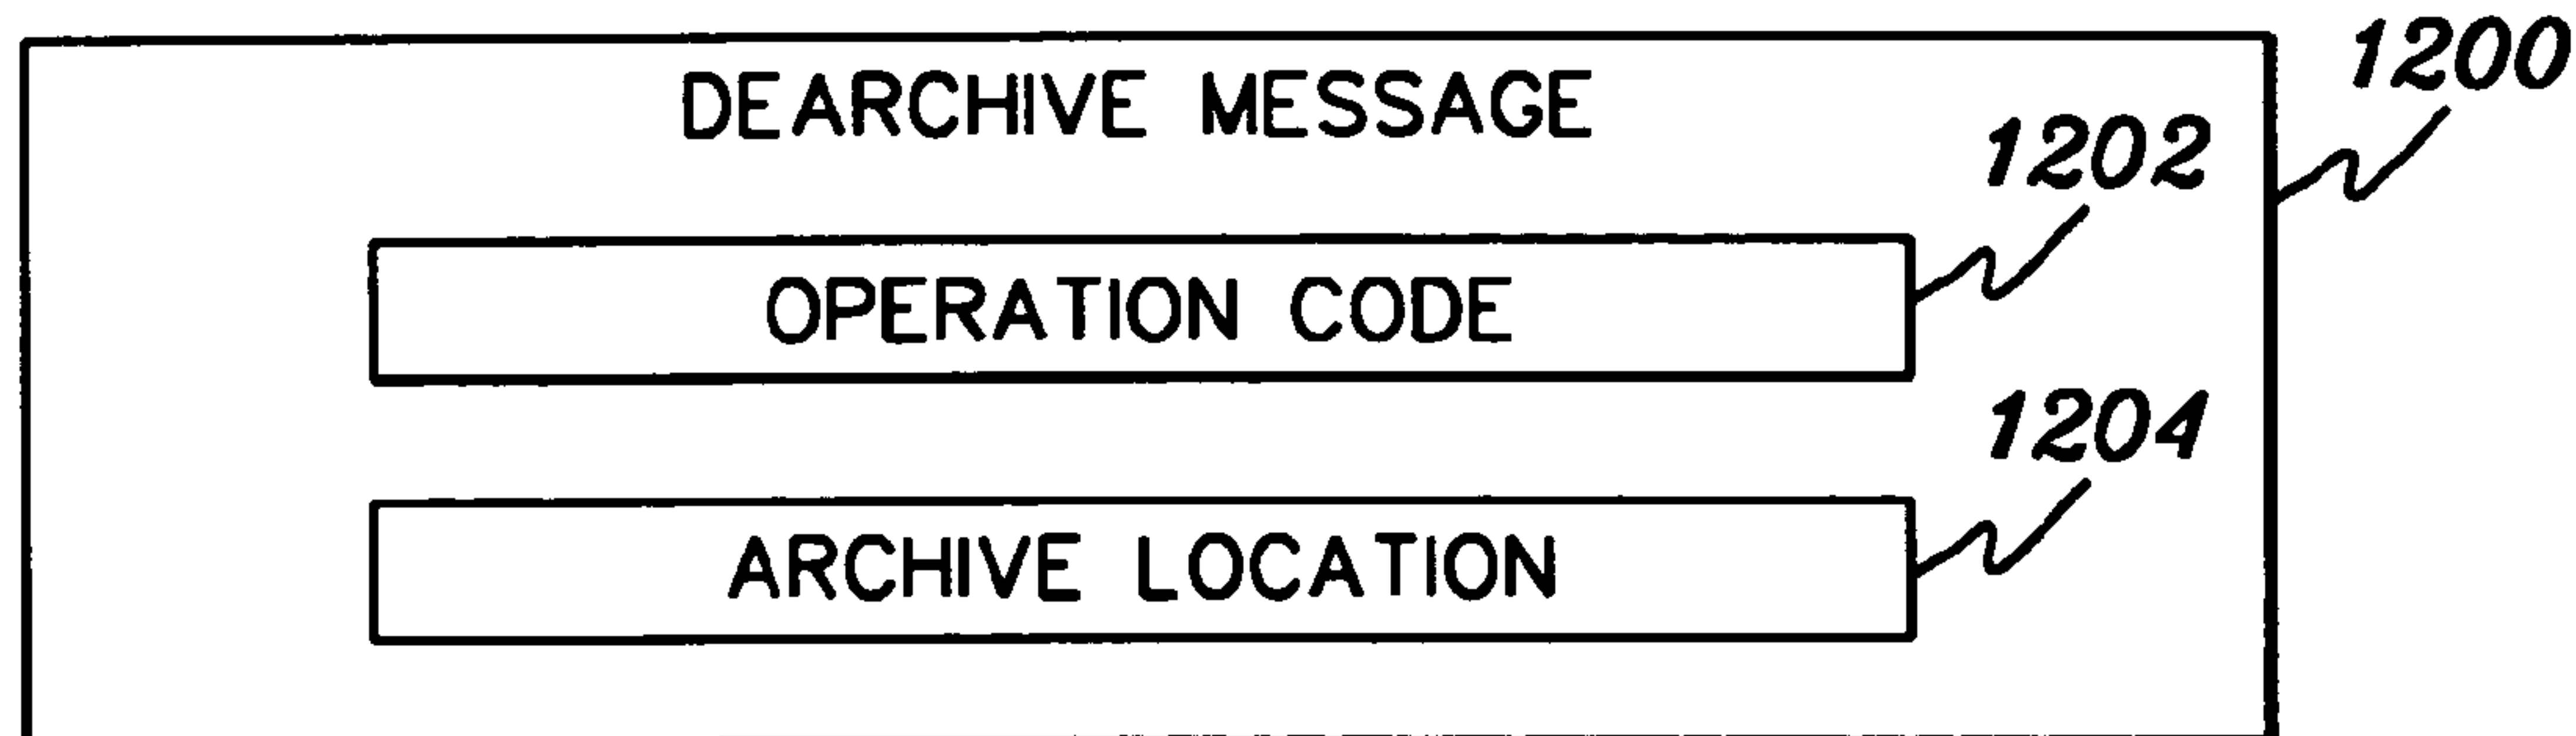 1200
DEARCHIVE MESSAGE
1202
OPERATION CODE
1204
ARCHIVE LOCATION